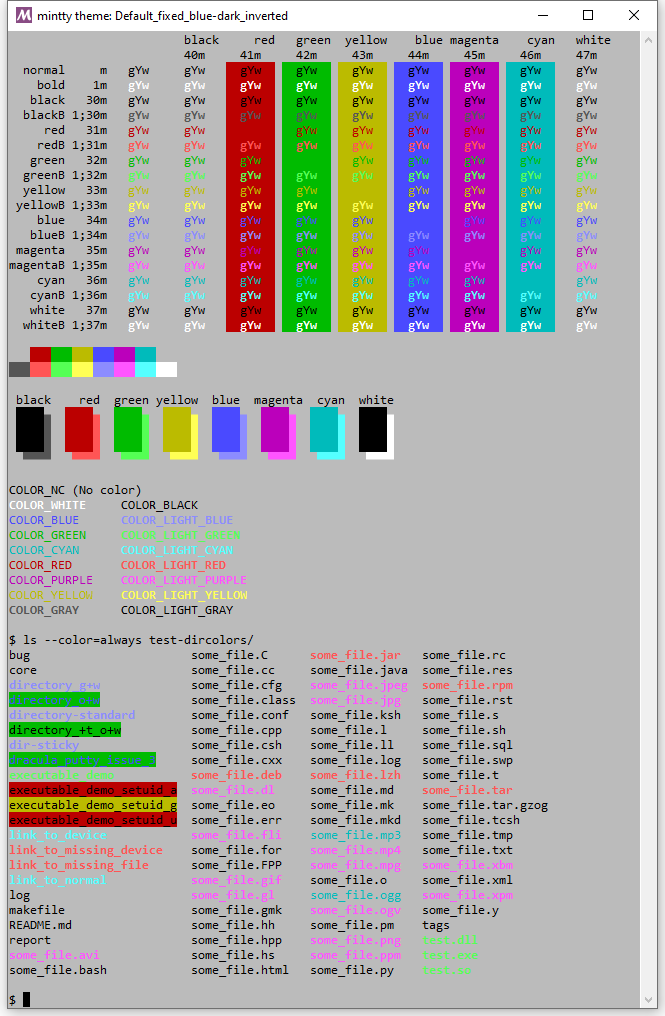 mintty theme: Default_fixed_blue-dark_inverted
black red green yellow blue magenta cyan white
40m 41m 42m 43m 44m 45m 46m 47m
normal m gYw gYw gYw gYw gYw gYw gYw gYw gYw
bold 1m gYw gYw gYw gYw gYw gYw gYw gYw gYw
black 30m gYw gYw gYw gYw gYw gYw gYw gYw gYw
blackB 1;30m gYw gYw gYw gYw gYw gYw gYw gYw gYw
red 31m gYw gYw gYw gYw gYw gYw gYw gYw
redB 1;31m gYw gYw gYw gYw gYw gYw gYw gYw gYw
green 32m gYw gYw gYw gYw gYw gYw gYw gYw
greenB 1;32m gYw gYw gYw gYw gYw gYw gYw gYw gYw
yellow 33m gYw gYw gYw gYw gYw gYw gYw gYw
yellowB 1;33m gYw gYw gYw gYw gYw gYw gYw gYw gYw
blue 34m gYw gYw gYw gYw gYw gYw gYw gYw
blueB 1;34m gYw gYw gYw gYw gYw gYw gYw gYw gYw
magenta 35m gYw gYw gYw gYw gYw gYw gYw gYw
magentaB 1;35m gYw gYw gYw gYw gYw gYw gYw gYw gYw
cyan 36m gYw gYw gYw gYw gYw gYw gYw gYw
cyanB 1;36m gYw gYw gYw gYw gYw gYw gYw gYw gYw
white 37m gYw gYw gYw gYw gYw gYw gYw gYw gYw
whiteB 1;37m gYw gYw gYw gYw gYw gYw gYw gYw gYw
black red green yellow blue magenta cyan white
COLOR_NC (No color)
COLOR_WHITE COLOR_BLACK
COLOR_BLUE COLOR_LIGHT_BLUE
COLOR_GREEN COLOR_LIGHT_GREEN
COLOR_CYAN COLOR_LIGHT_CYAN
COLOR_RED COLOR_LIGHT_RED
COLOR_PURPLE COLOR_LIGHT_PURPLE
COLOR_YELLOW COLOR_LIGHT_YELLOW
COLOR_GRAY COLOR_LIGHT_GRAY
$ ls --color=always test-dircolors/
bug some_file.C some_file.jar some_file.rc
core some_file.cc some_file.java some_file.res
directory_g+w some_file.cfg some_file.jpeg some_file.rpm
directory_o+w some_file.class some_file.jpg some_file.rst
directory-standard some_file.conf some_file.ksh some_file.s
directory_+t_o+w some_file.cpp some_file.l some_file.sh
dir-sticky some_file.csh some_file.ll some_file.sql
dracula_putty_issue_2 some_file.cxx some_file.log some_file.swp
executable_demo some_file.deb some_file.lzh some_file.t
executable_demo_setuid_a some_file.dl some_file.md some_file.tar
executable_demo_setuid_g some_file.eo some_file.mk some_file.tar.gzog
executable_demo_setuid_u some_file.err some_file.mkd some_file.tcsh
link_to_device some_file.fli some_file.mp3 some_file.tmp
link_to_missing_device some_file.for some_file.mp4 some_file.txt
link_to_missing_file some_file.FPP some_file.mpg some_file.xbm
link_to_normal some_file.gif some_file.o some_file.xml
log some_file.gl some_file.ogg some_file.xpm
makefile some_file.gmk some_file.ogv some_file.y
README.md some_file.hh some_file.pm tags
report some_file.hpp some_file.png test.dll
some_file.avi some_file.hs some_file.ppm test.exe
some_file.bash some_file.html some_file.py test.so
$